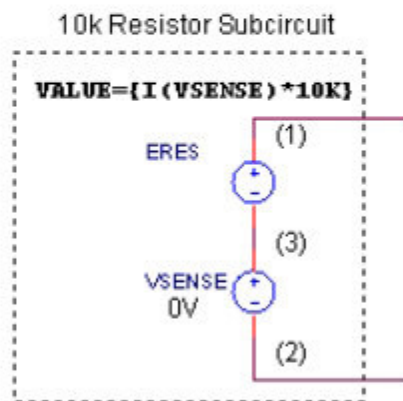 10k Resistor Subcircuit
VALUE={I(VSENSE)*10K}
(1)
ERES
+
-
(3)
VSENSE
+
0V
-
(2)